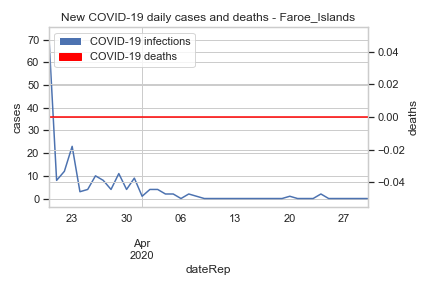 New COVID-19 daily cases and deaths - Faroe_Islands
COVID-19 infections
COVID-19 deaths
cases
70
60
50
40
30
20
10
0
0.04
0.02
0.00
−0.02
−0.04
deaths
23 30 06 13 20 27
Apr
2020
dateRep